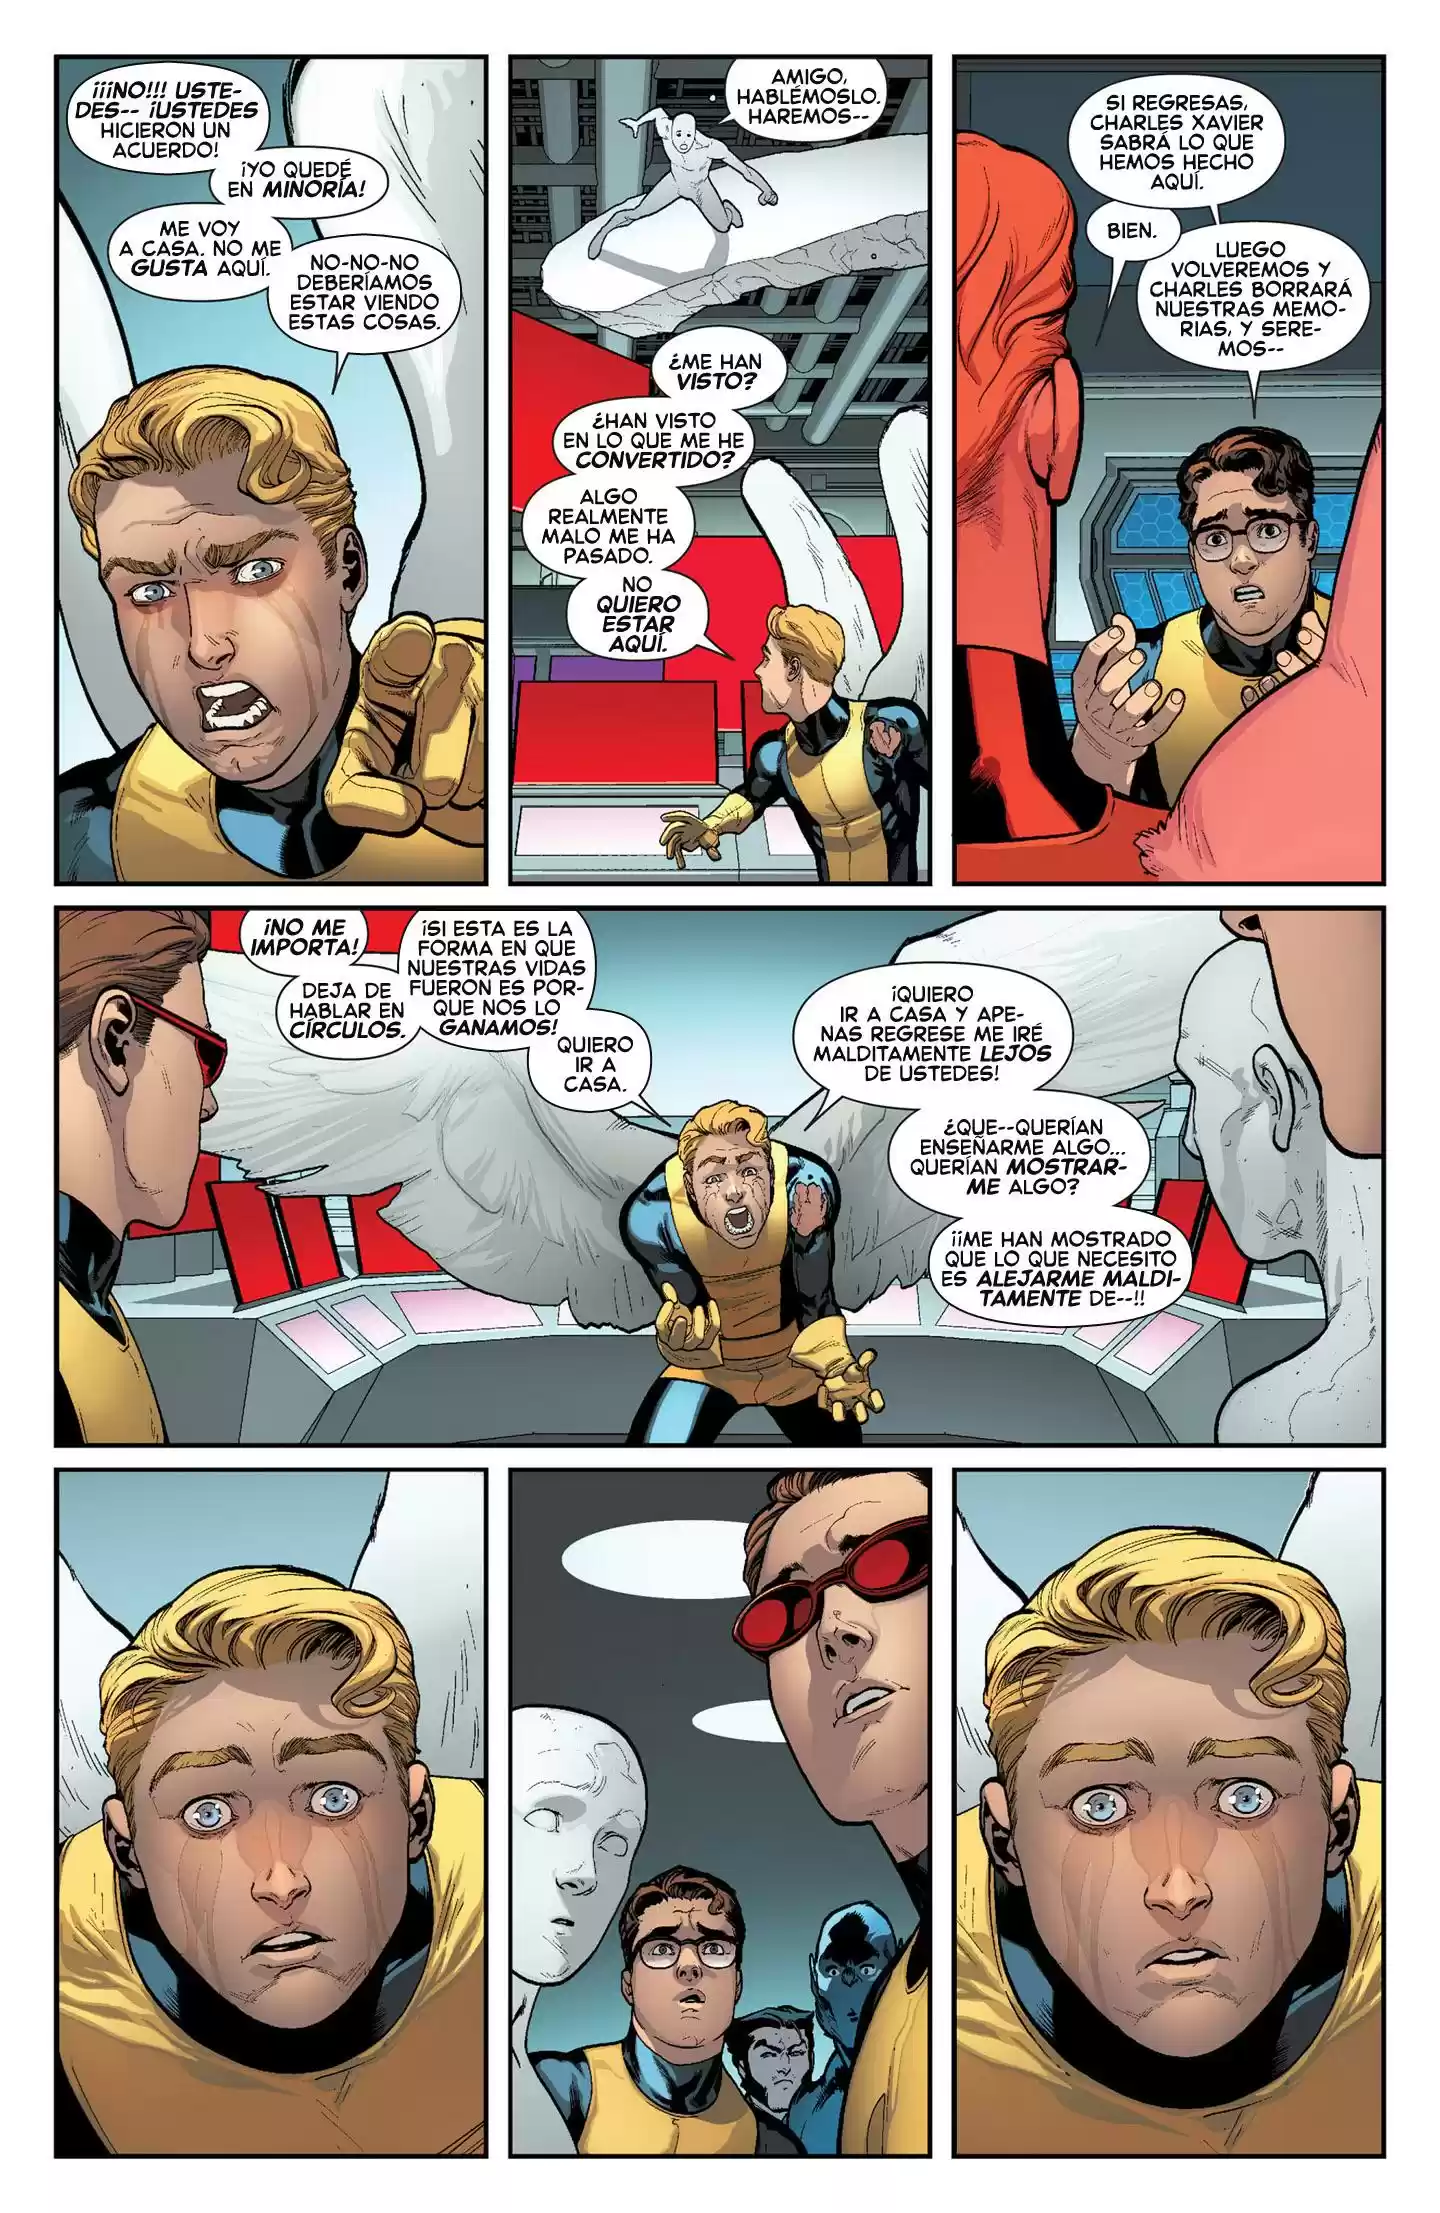 ¡¡¡NO!!! USTE-
DES-- ¡USTEDES
HICIERON UN
ACUERDO!
¡YO QUEDÉ
EN MINORÍA!
ME VOY
A CASA. NO ME
GUSTA AQUÍ.
NO-NO-NO
DEBERÍAMOS
ESTAR VIENDO
ESTAS COSAS.
AMIGO,
HABLÉMOSLO.
HAREMOS--
¿ME HAN
VISTO?
¿HAN VISTO
EN LO QUE ME HE
CONVERTIDO?
ALGO
REALMENTE
MALO ME HA
PASADO.
NO
QUIERO
ESTAR
AQUÍ.
SI REGRESAS,
CHARLES XAVIER
SABRÁ LO QUE
HEMOS HECHO
AQUÍ.
BIEN.
LUEGO
VOLVEREMOS Y
CHARLES BORRARÁ
NUESTRAS MEMO-
RIAS, Y SERE-
MOS--
¡NO ME
IMPORTA!
DEJA DE
HABLAR EN
CÍRCULOS.
¡SI ESTA ES LA
FORMA EN QUE
NUESTRAS VIDAS
FUERON ES POR-
QUE NOS LO
GANAMOS!
QUIERO
IR A
CASA.
¡QUIERO
IR A CASA Y APE-
NAS REGRESE ME IRÉ
MALDITAMENTE LEJOS
DE USTEDES!
¿QUE--QUERÍAN
ENSEÑARME ALGO...
QUERÍAN MOSTRAR-
ME ALGO?
¡¡ME HAN MOSTRADO
QUE LO QUE NECESITO
ES ALEJARME MALDI-
TAMENTE DE--!!